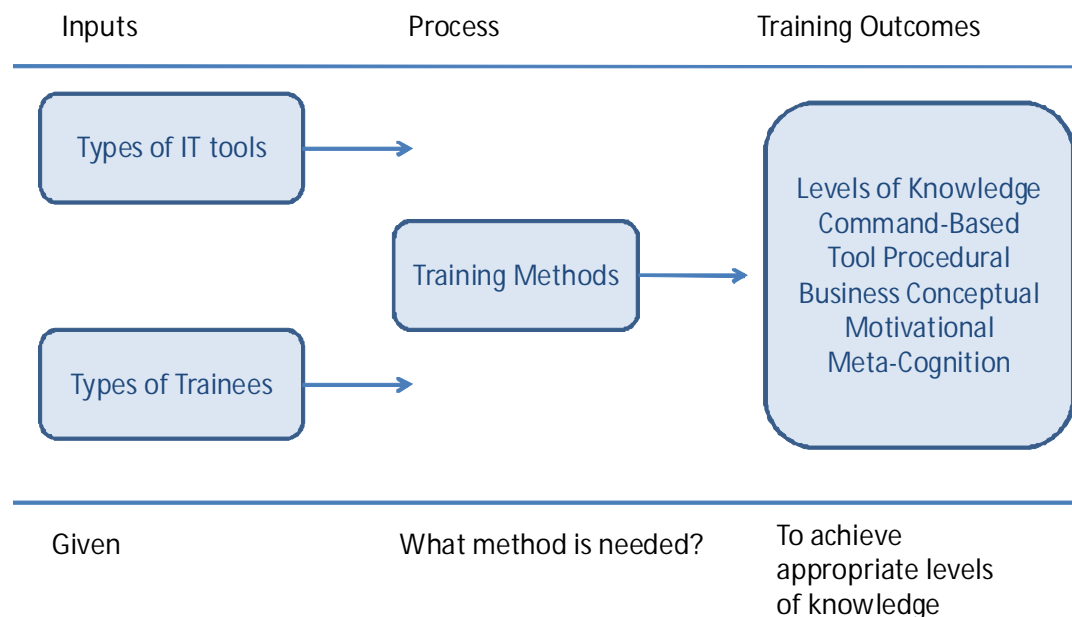 Inputs
Process
Training Outcomes
Types of IT tools
Training Methods
Types of Trainees
Levels of Knowledge
Command-Based
Tool Procedural
Business Conceptual
Motivational
Meta-Cognition
Given
What method is needed?
To achieve
appropriate levels
of knowledge